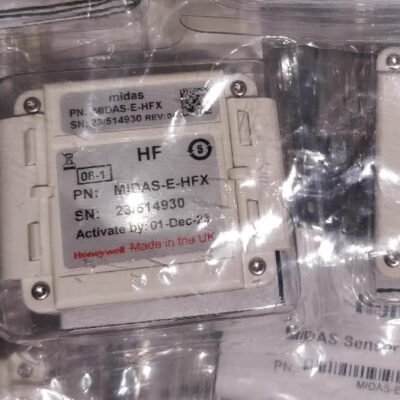 midas
PN: MIDAS-E-HFX
SN: 23/514930 REV:
HF
5
08-1
PN: MIDAS-E-HFX
SN: 23/514930
Activate by: 01-Dec-23
Honeywell Made in the UK
MIDAS Sensor
PN:
MIDAS-E